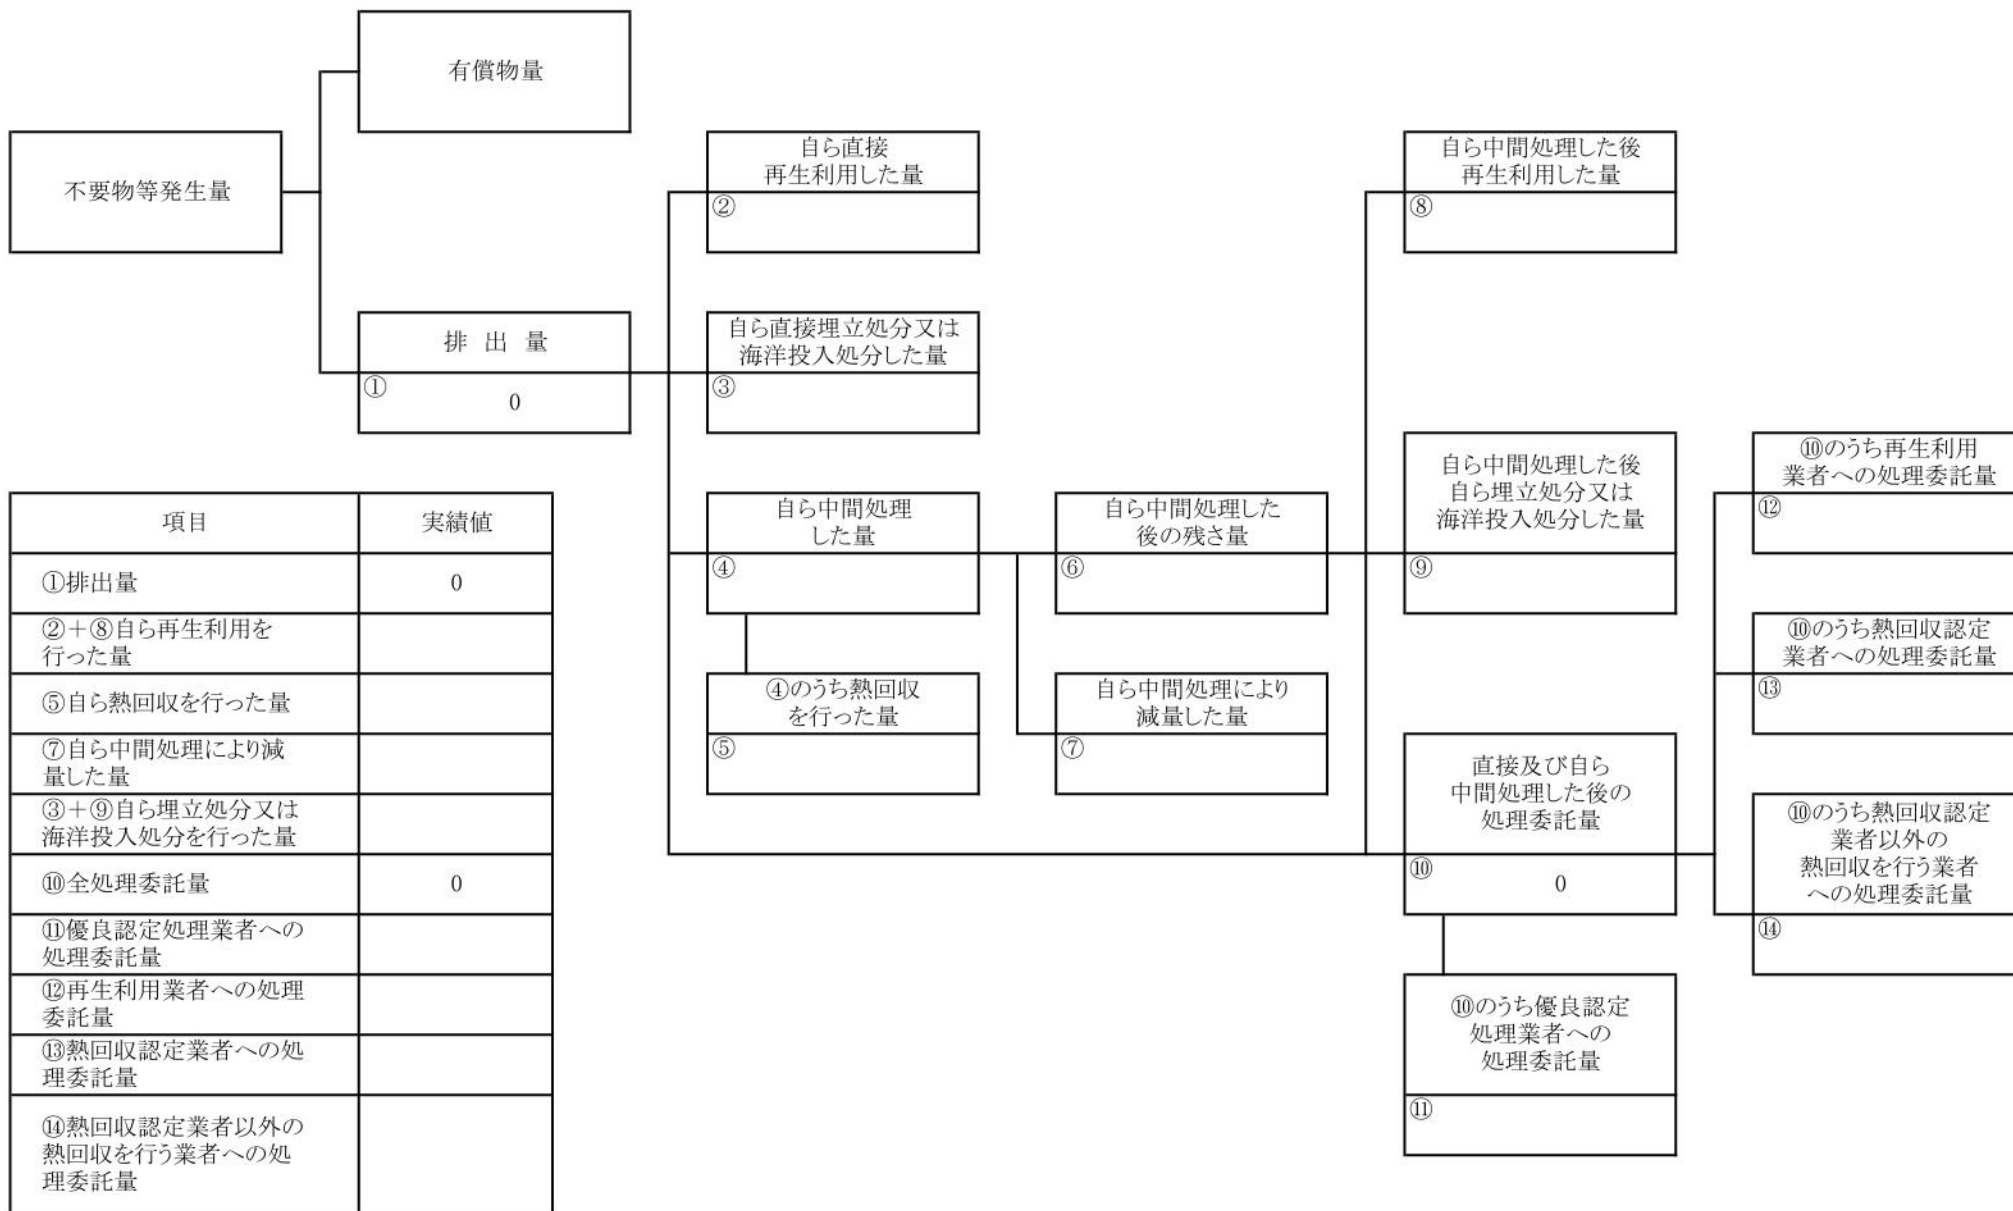 有償物量
不要物等発生量
自ら直接
再生利用した量
②
自ら中間処理した後
再生利用した量
⑧
排 出 量
①
0
自ら直接埋立処分又は
海洋投入処分した量
③
自ら中間処理
した量
④
自ら中間処理した
後の残さ量
⑥
自ら中間処理した後
自ら埋立処分又は
海洋投入処分した量
⑨
⑩のうち再生利用
業者への処理委託量
⑫
⑩のうち熱回収認定
業者への処理委託量
⑬
④のうち熱回収
を行った量
⑤
自ら中間処理により
減量した量
⑦
直接及び自ら
中間処理した後の
処理委託量
⑩
0
⑩のうち熱回収認定
業者以外の
熱回収を行う業者
への処理委託量
⑭
⑩のうち優良認定
処理業者への
処理委託量
⑪
項目 実績値
①排出量 0
②+⑧自ら再生利用を
行った量
⑤自ら熱回収を行った量
⑦自ら中間処理により減
量した量
③+⑨自ら埋立処分又は
海洋投入処分を行った量
⑩全処理委託量 0
⑪優良認定処理業者への
処理委託量
⑫再生利用業者への処理
委託量
⑬熱回収認定業者への処
理委託量
⑭熱回収認定業者以外の
熱回収を行う業者への処
理委託量